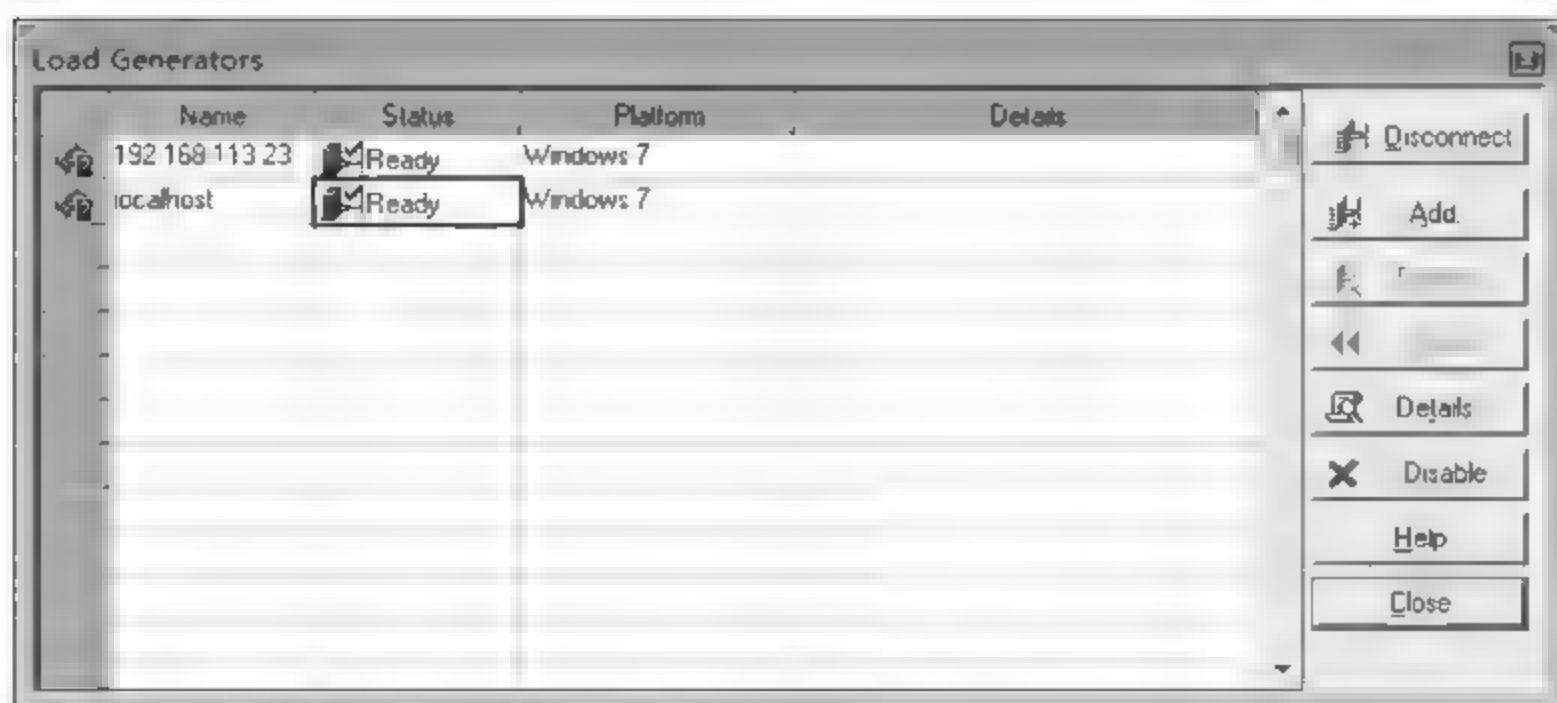 Load Generators
Name Status Platform Details
192 168 113 23 Ready Windows 7
localhost Ready Windows 7
Disconnect
Add.
Details
Disable
Help
Close